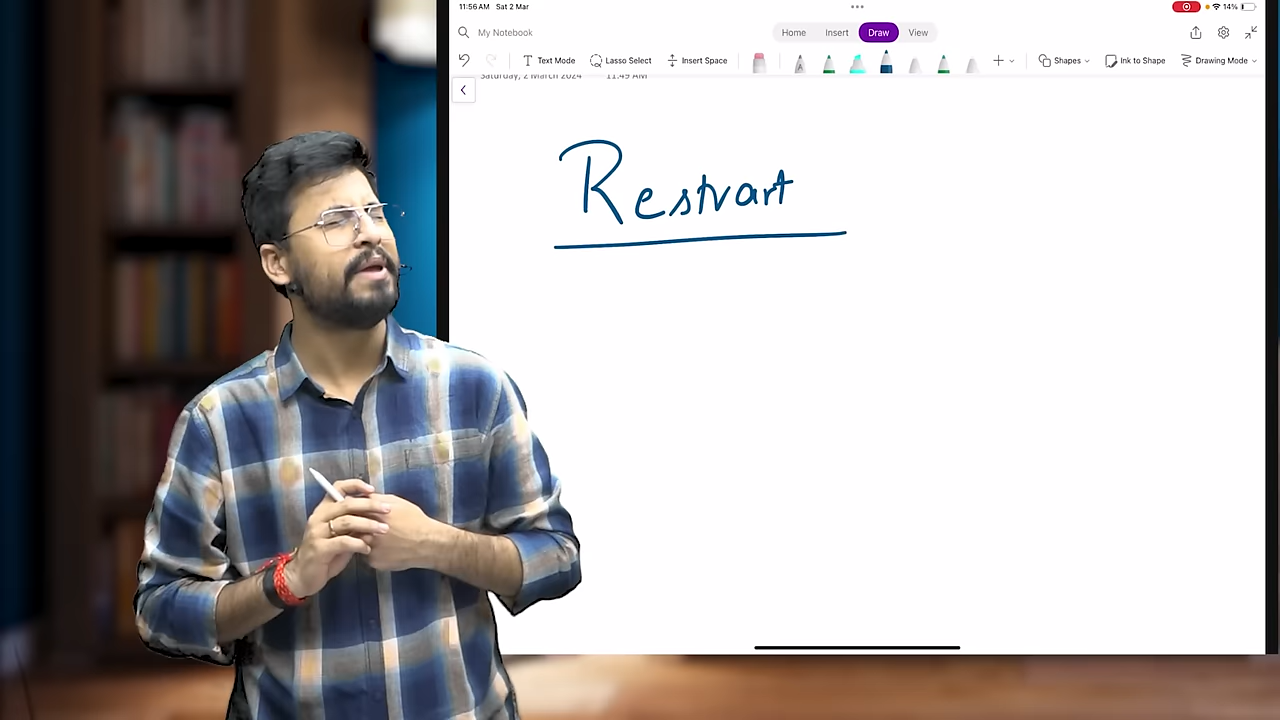 11:56 AM Sat 2 Mar
14%
My Notebook
Home Insert Draw View
Text Mode Lasso Select Insert Space Shapes Ink to Shape Drawing Mode
Saturday, 2 March 2024 11:49 AM
Restart